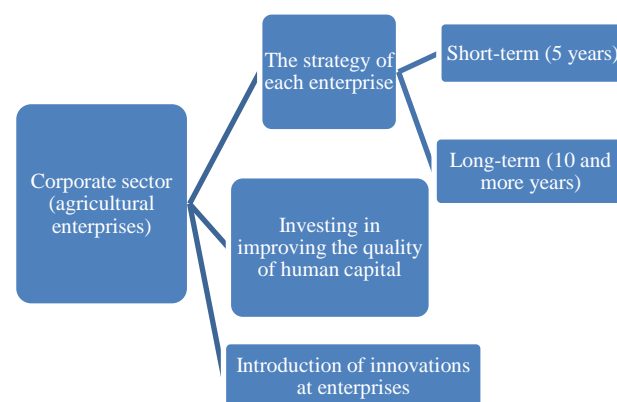 Corporate sector
(agricultural
enterprises)
The strategy of
each enterprise
Short-term (5 years)
Long-term (10 and
more years)
Investing in
improving the quality
of human capital
Introduction of innovations
at enterprises